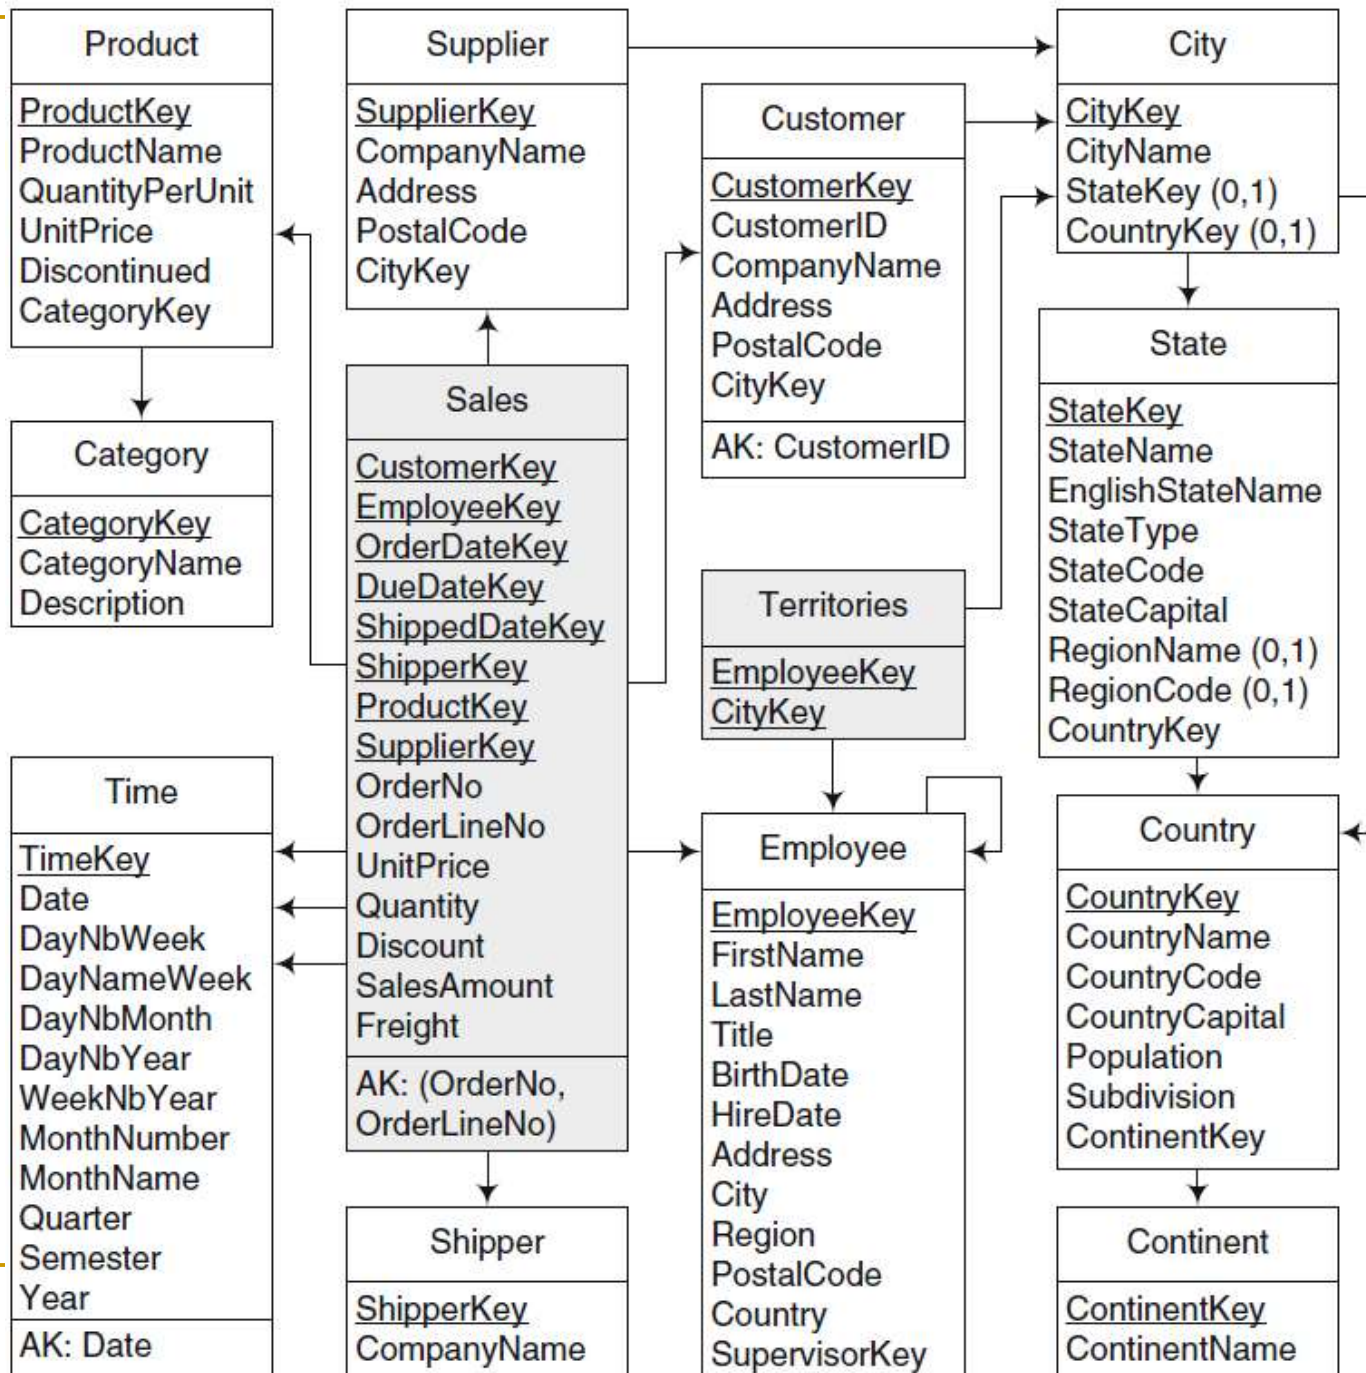 Product
ProductKey
ProductName
QuantityPerUnit
UnitPrice
Discontinued
CategoryKey
Category
CategoryKey
CategoryName
Description
Time
TimeKey
Date
DayNbWeek
DayNameWeek
DayNbMonth
DayNbYear
WeekNbYear
MonthNumber
MonthName
Quarter
Semester
Year
AK: Date
Supplier
SupplierKey
CompanyName
Address
PostalCode
CityKey
Sales
CustomerKey
EmployeeKey
OrderDateKey
DueDateKey
ShippedDateKey
ShipperKey
ProductKey
SupplierKey
OrderNo
OrderLineNo
UnitPrice
Quantity
Discount
SalesAmount
Freight
AK: (OrderNo,
OrderLineNo)
Shipper
ShipperKey
CompanyName
Customer
CustomerKey
CustomerID
CompanyName
Address
PostalCode
CityKey
AK: CustomerID
Territories
EmployeeKey
CityKey
Employee
EmployeeKey
FirstName
LastName
Title
BirthDate
HireDate
Address
City
Region
PostalCode
Country
SupervisorKey
City
CityKey
CityName
StateKey (0,1)
CountryKey (0,1)
State
StateKey
StateName
EnglishStateName
StateType
StateCode
StateCapital
RegionName (0,1)
RegionCode (0,1)
CountryKey
Country
CountryKey
CountryName
CountryCode
CountryCapital
Population
Subdivision
ContinentKey
Continent
ContinentKey
ContinentName